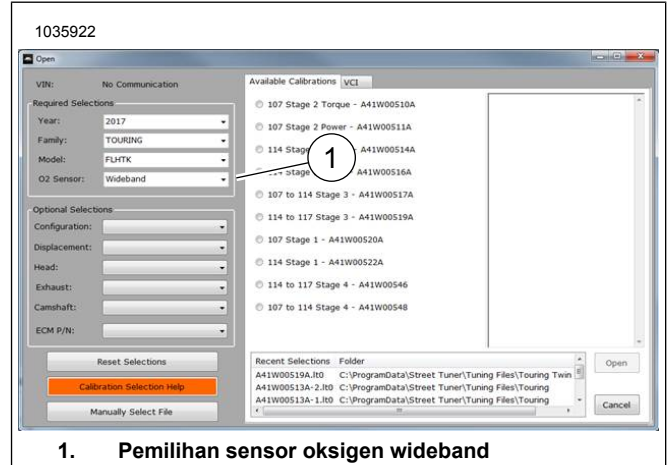 1035922
Open
VIN: No Communication
Required Selections
Year: 2017
Family: TOURING
Model: FLHTK
O2 Sensor: Wideband
Optional Selections
Configuration:
Displacement:
Head:
Exhaust:
Camshaft:
ECM P/N:
Reset Selections
Calibration Selection Help
Manually Select File
Available Calibrations VCI
107 Stage 2 Torque - A41W00510A
107 Stage 2 Power - A41W00511A
114 Stage A41W00514A
Stage A41W00516A
107 to 114 Stage 3 - A41W00517A
114 to 117 Stage 3 - A41W00519A
107 Stage 1 - A41W00520A
114 Stage 1 - A41W00522A
114 to 117 Stage 4 - A41W00546
107 to 114 Stage 4 - A41W00548
1
Recent Selections Folder
A41W00519A.lt0 C:\ProgramData\Street Tuner\Tuning Files\Touring Twin
A41W00513A-2.lt0 C:\ProgramData\Street Tuner\Tuning Files\Touring
A41W00513A-1.lt0 C:\ProgramData\Street Tuner\Tuning Files\Touring
Open
Cancel
1. Pemilihan sensor oksigen wideband